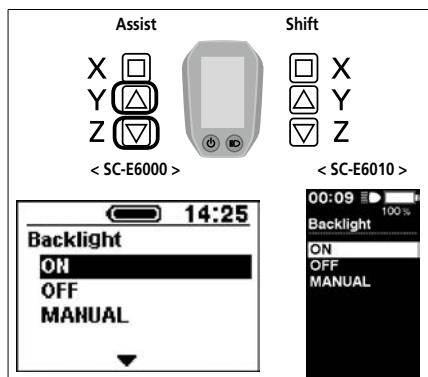 Assist Shift
X X
Y Y
Z Z
< SC-E6000 > < SC-E6010 >
14:25
Backlight
ON
OFF
MANUAL
00:09
100 %
Backlight
ON
OFF
MANUAL